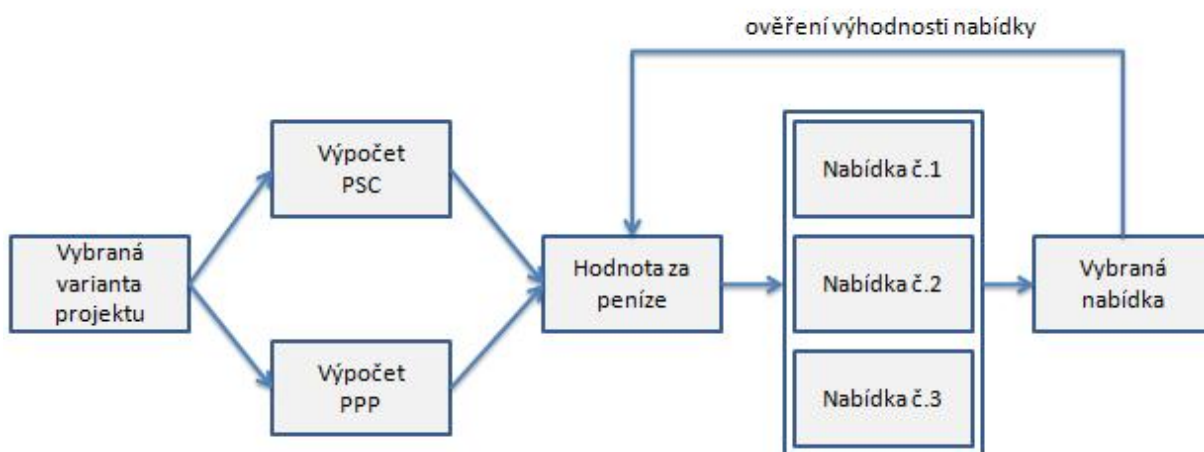 ověření výhodnosti nabídky
Výpočet
PSC
Vybraná
varianta
projektu
Výpočet
PPP
Hodnota za
peníze
Nabídka č.1
Nabídka č.2
Nabídka č.3
Vybraná
nabídka